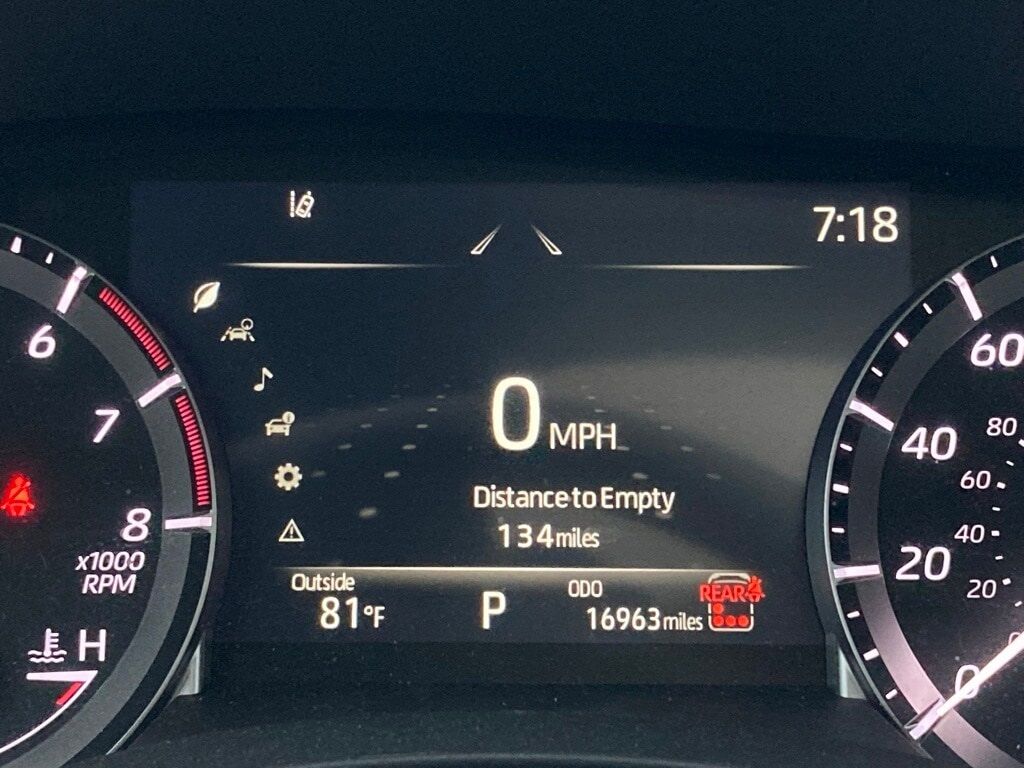 7:18
6
7
8
x1000
RPM
H
0 MPH
Distance to Empty
134 miles
Outside
81°F
P
ODO
16963 miles
REAR
60
40
20
0
80
60
40
20